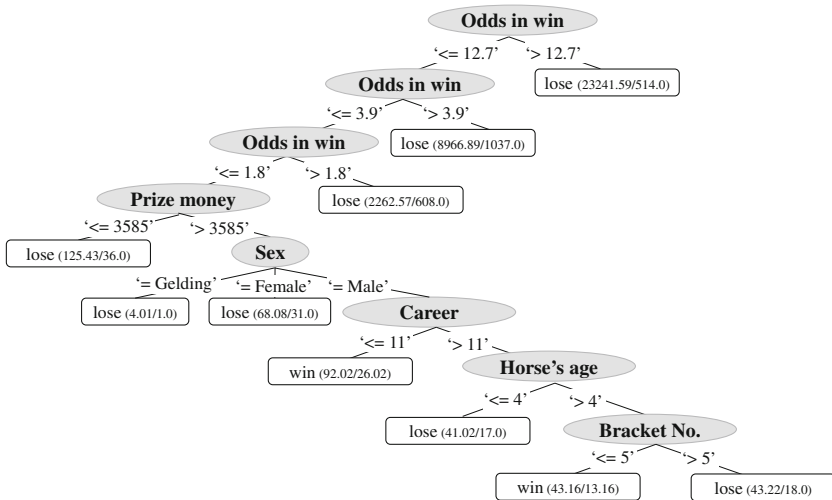 Odds in win
‘<= 12.7’ ‘> 12.7’
Odds in win
lose (23241.59/514.0)
‘<= 3.9’ ‘> 3.9’
Odds in win
lose (8966.89/1037.0)
‘<= 1.8’ ‘> 1.8’
Prize money
lose (2262.57/608.0)
‘<= 3585’ ‘> 3585’
lose (125.43/36.0)
Sex
‘= Gelding’ ‘= Female’ ‘= Male’
lose (4.01/1.0)
lose (68.08/31.0)
Career
‘<= 11’ ‘> 11’
win (92.02/26.02)
Horse’s age
‘<= 4’ ‘> 4’
lose (41.02/17.0)
Bracket No.
‘<= 5’ ‘> 5’
win (43.16/13.16)
lose (43.22/18.0)